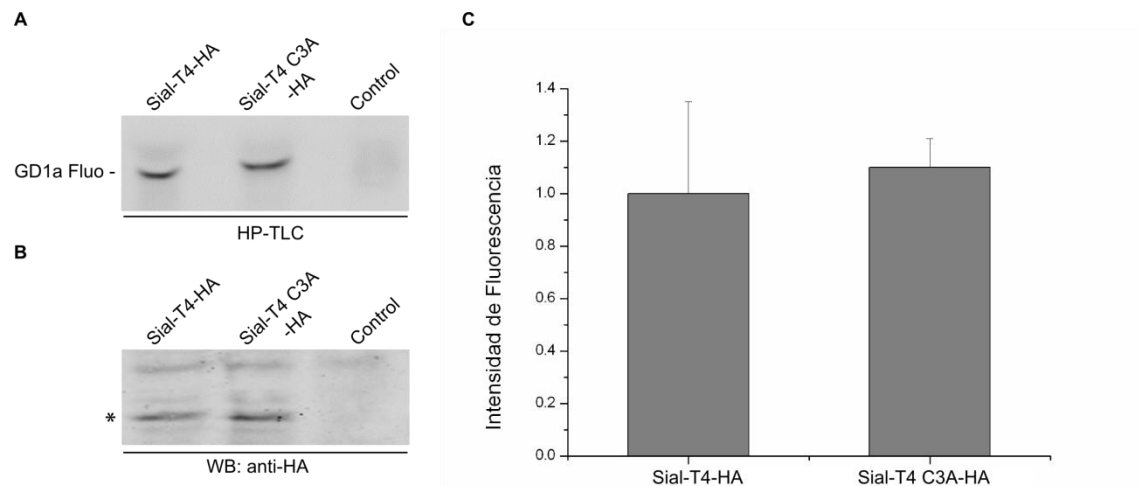 A
Sial-T4-HA
Sial-T4 C3A
-HA
Control
GD1a Fluo -
HP-TLC
B
Sial-T4-HA
Sial-T4 C3A
-HA
Control
*
WB: anti-HA
C
Intensidad de Fluorescencia
1.4
1.2
1.0
0.8
0.6
0.4
0.2
0.0
Sial-T4-HA
Sial-T4 C3A-HA